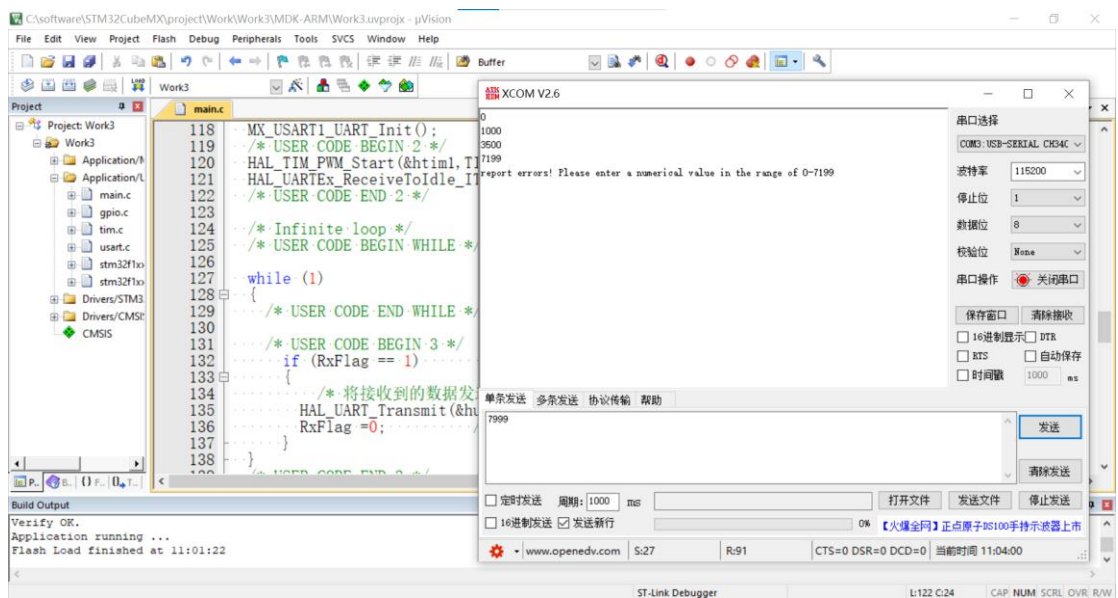 C:\software\STM32CubeMX\project\Work\Work3\MDK-ARM\Work3.uvprojx - µVision
File Edit View Project Flash Debug Peripherals Tools SVCS Window Help
Buffer
Work3
Project
Project: Work3
Work3
Application/M
Application/U
main.c
gpio.c
tim.c
usart.c
stm32f1xx
stm32f1xx
Drivers/STM3
Drivers/CMSI
CMSIS
main.c
118 MX_USART1_UART_Init();
119 /* USER CODE BEGIN 2 */
120 HAL_TIM_PWM_Start(&htim1,TI
121 HAL_UARTEx_ReceiveToIdle_IT
122 /* USER CODE END 2 */
123
124 /* Infinite loop */
125 /* USER CODE BEGIN WHILE */
126
127 while (1)
128 {
129 /* USER CODE END WHILE */
130
131 /* USER CODE BEGIN 3 */
132 if (RxFlag == 1)
133 {
134 /* 将接收到的数据发
135 HAL_UART_Transmit(&hu
136 RxFlag =0; /
137 }
138 }
139 /* USER CODE END 3 */
XCOM V2.6
0
1000
3500
7199
report errors! Please enter a numerical value in the range of 0-7199
串口选择
COM3:USB-SERIAL CH34C
波特率 115200
停止位 1
数据位 8
校验位 None
串口操作 关闭串口
保存窗口 清除接收
16进制显示 DTR
RTS 自动保存
时间戳 1000 ms
单条发送 多条发送 协议传输 帮助
7999
发送
清除发送
定时发送 周期: 1000 ms 打开文件 发送文件 停止发送
16进制发送 发送新行 0% 【火爆全网】正点原子DS100手持示波器上市
www.openedv.com S:27 R:91 CTS=0 DSR=0 DCD=0 当前时间 11:04:00
P... B... {} F... 0 T...
Build Output
Verify OK.
Application running ...
Flash Load finished at 11:01:22
ST-Link Debugger L:122 C:24 CAP NUM SCRL OVR R/W